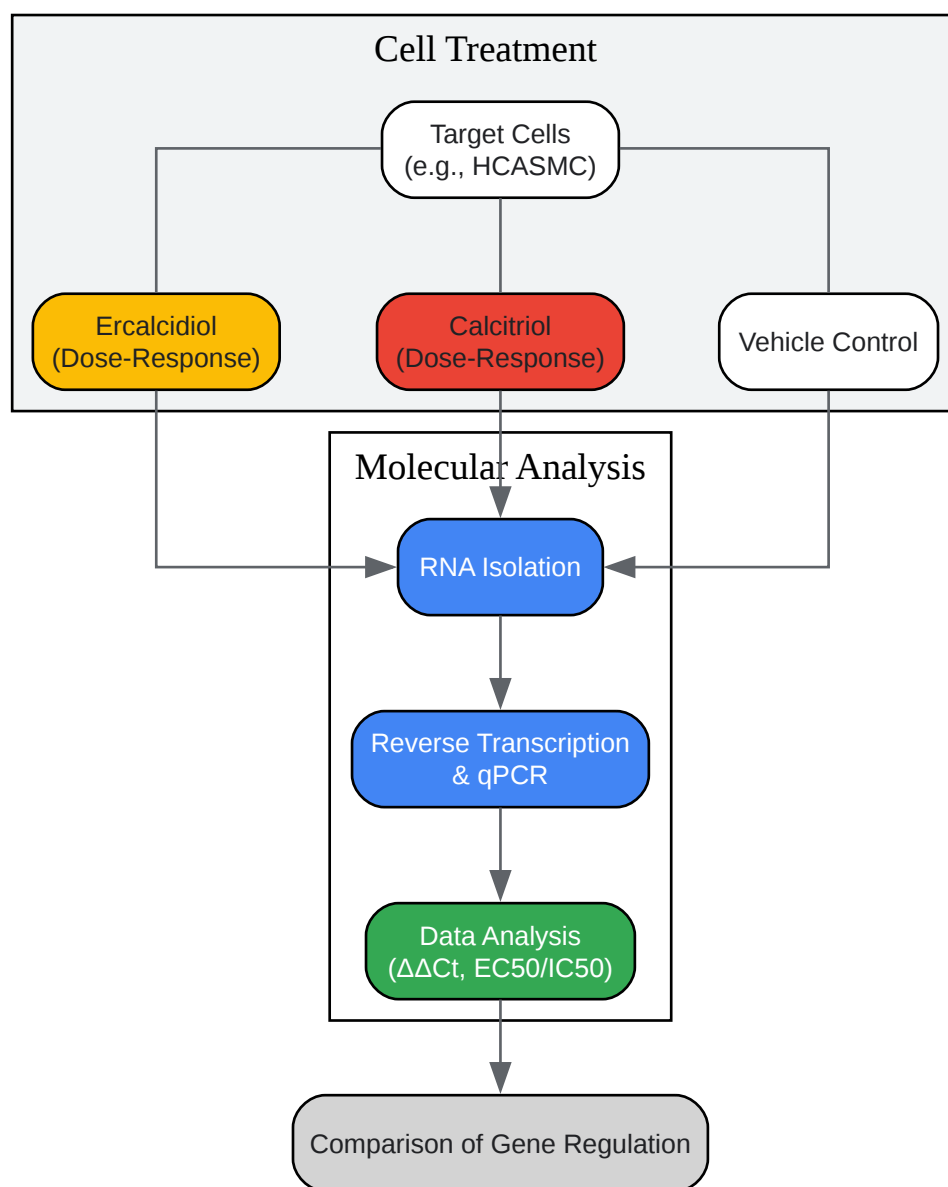 Cell Treatment
Target Cells
(e.g., HCASMC)
Ercalcidiol
(Dose-Response)
Calcitriol
(Dose-Response)
Vehicle Control
Molecular Analysis
RNA Isolation
Reverse Transcription
& qPCR
Data Analysis
(ΔΔCt, EC50/IC50)
Comparison of Gene Regulation